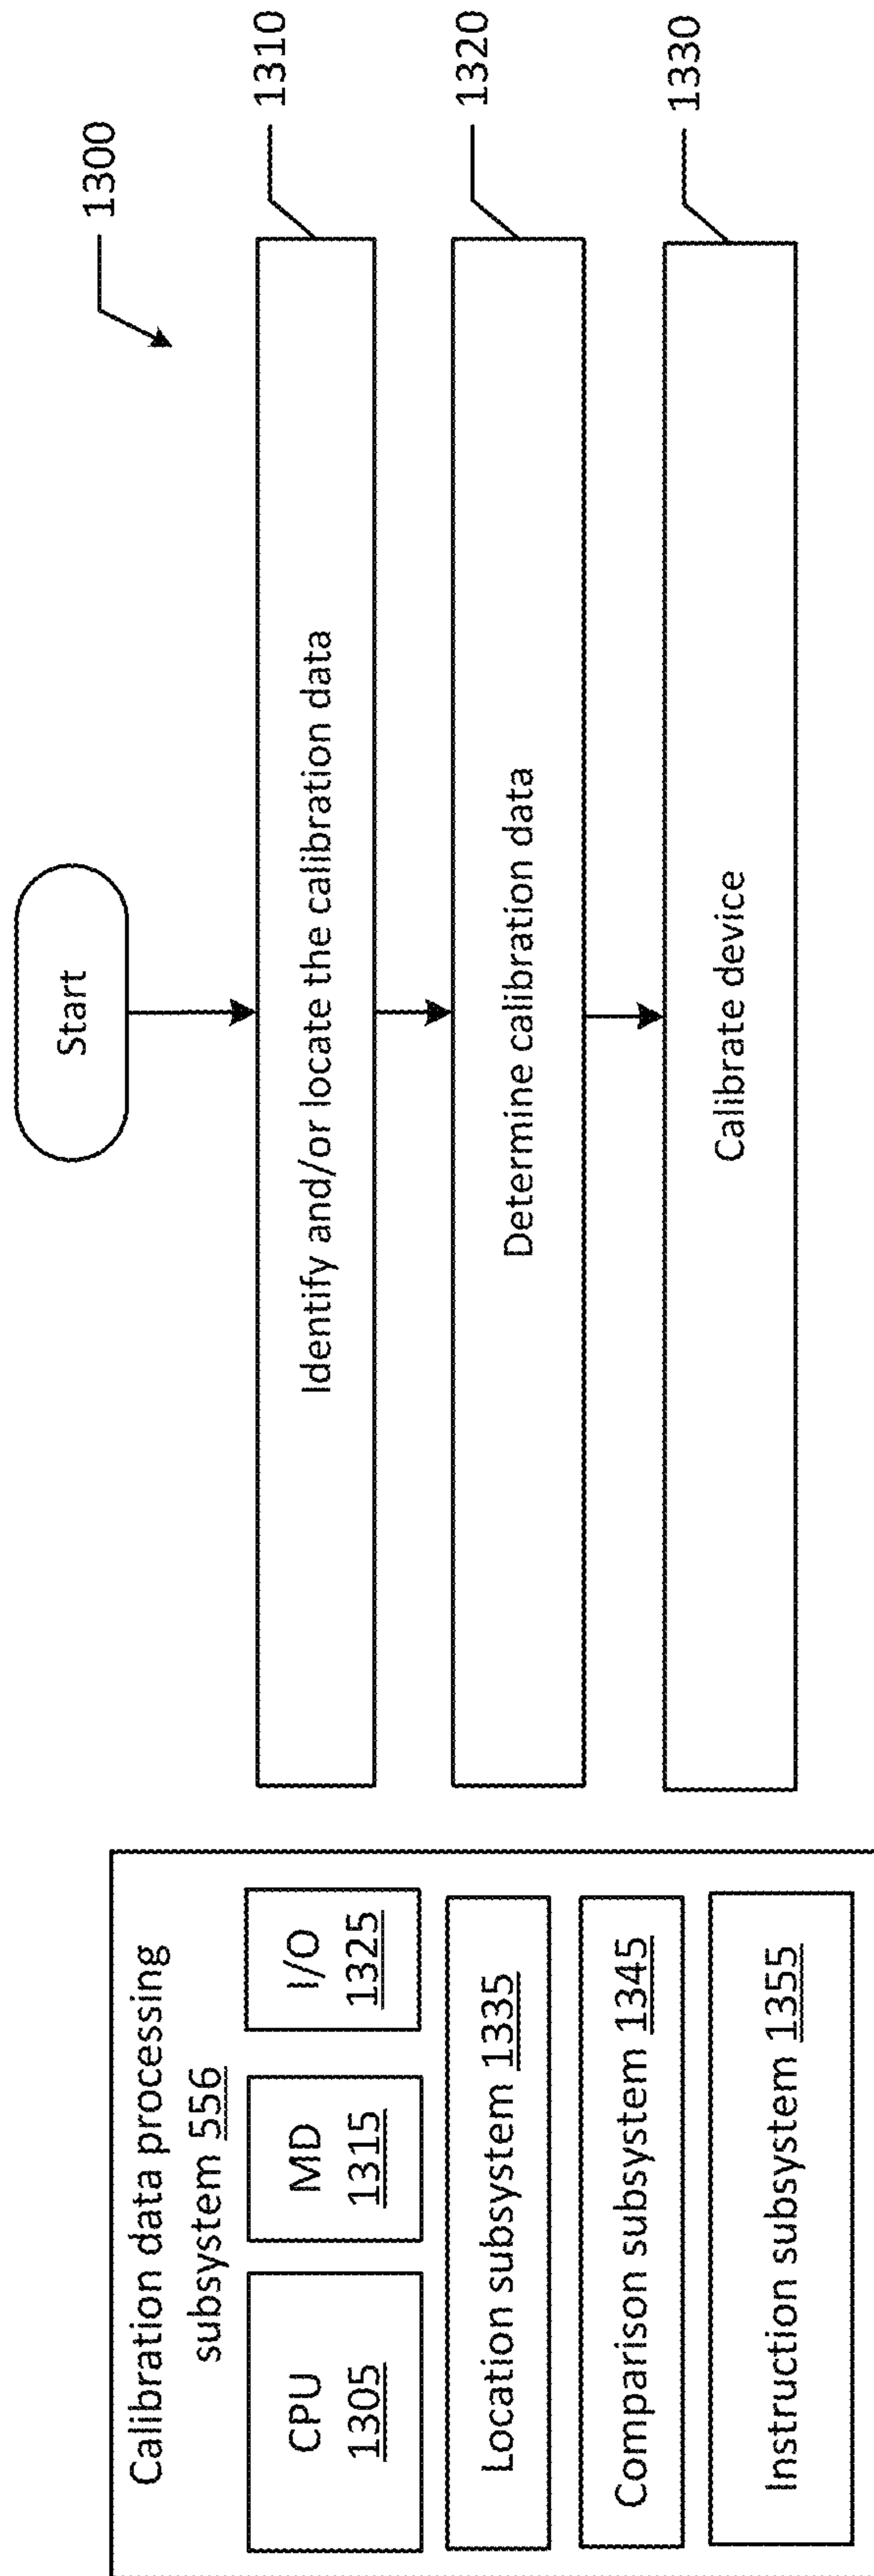 Calibration data processing
subsystem 556
CPU
1305
MD
1315
I/O
1325
Location subsystem 1335
Comparison subsystem 1345
Instruction subsystem 1355
1300
Start
Identify and/or locate the calibration data
1310
Determine calibration data
1320
Calibrate device
1330